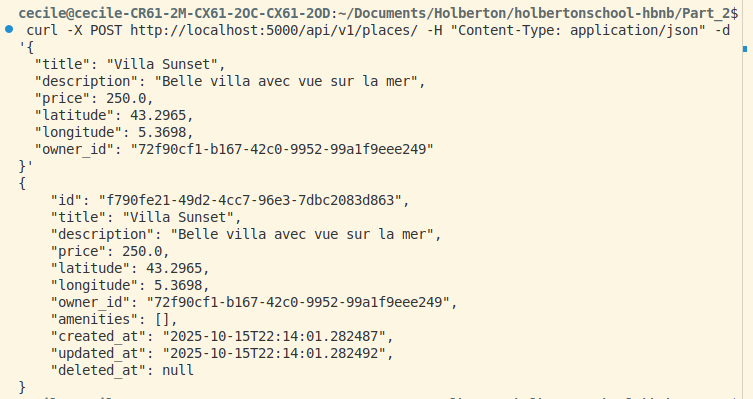 cecile@cecile-CR61-2M-CX61-2OC-CX61-2OD:~/Documents/Holberton/holbertonschool-hbnb/Part_2$
curl -X POST http://localhost:5000/api/v1/places/ -H "Content-Type: application/json" -d
'{
  "title": "Villa Sunset",
  "description": "Belle villa avec vue sur la mer",
  "price": 250.0,
  "latitude": 43.2965,
  "longitude": 5.3698,
  "owner_id": "72f90cf1-b167-42c0-9952-99a1f9eee249"
}'
{
    "id": "f790fe21-49d2-4cc7-96e3-7dbc2083d863",
    "title": "Villa Sunset",
    "description": "Belle villa avec vue sur la mer",
    "price": 250.0,
    "latitude": 43.2965,
    "longitude": 5.3698,
    "owner_id": "72f90cf1-b167-42c0-9952-99a1f9eee249",
    "amenities": [],
    "created_at": "2025-10-15T22:14:01.282487",
    "updated_at": "2025-10-15T22:14:01.282492",
    "deleted_at": null
}